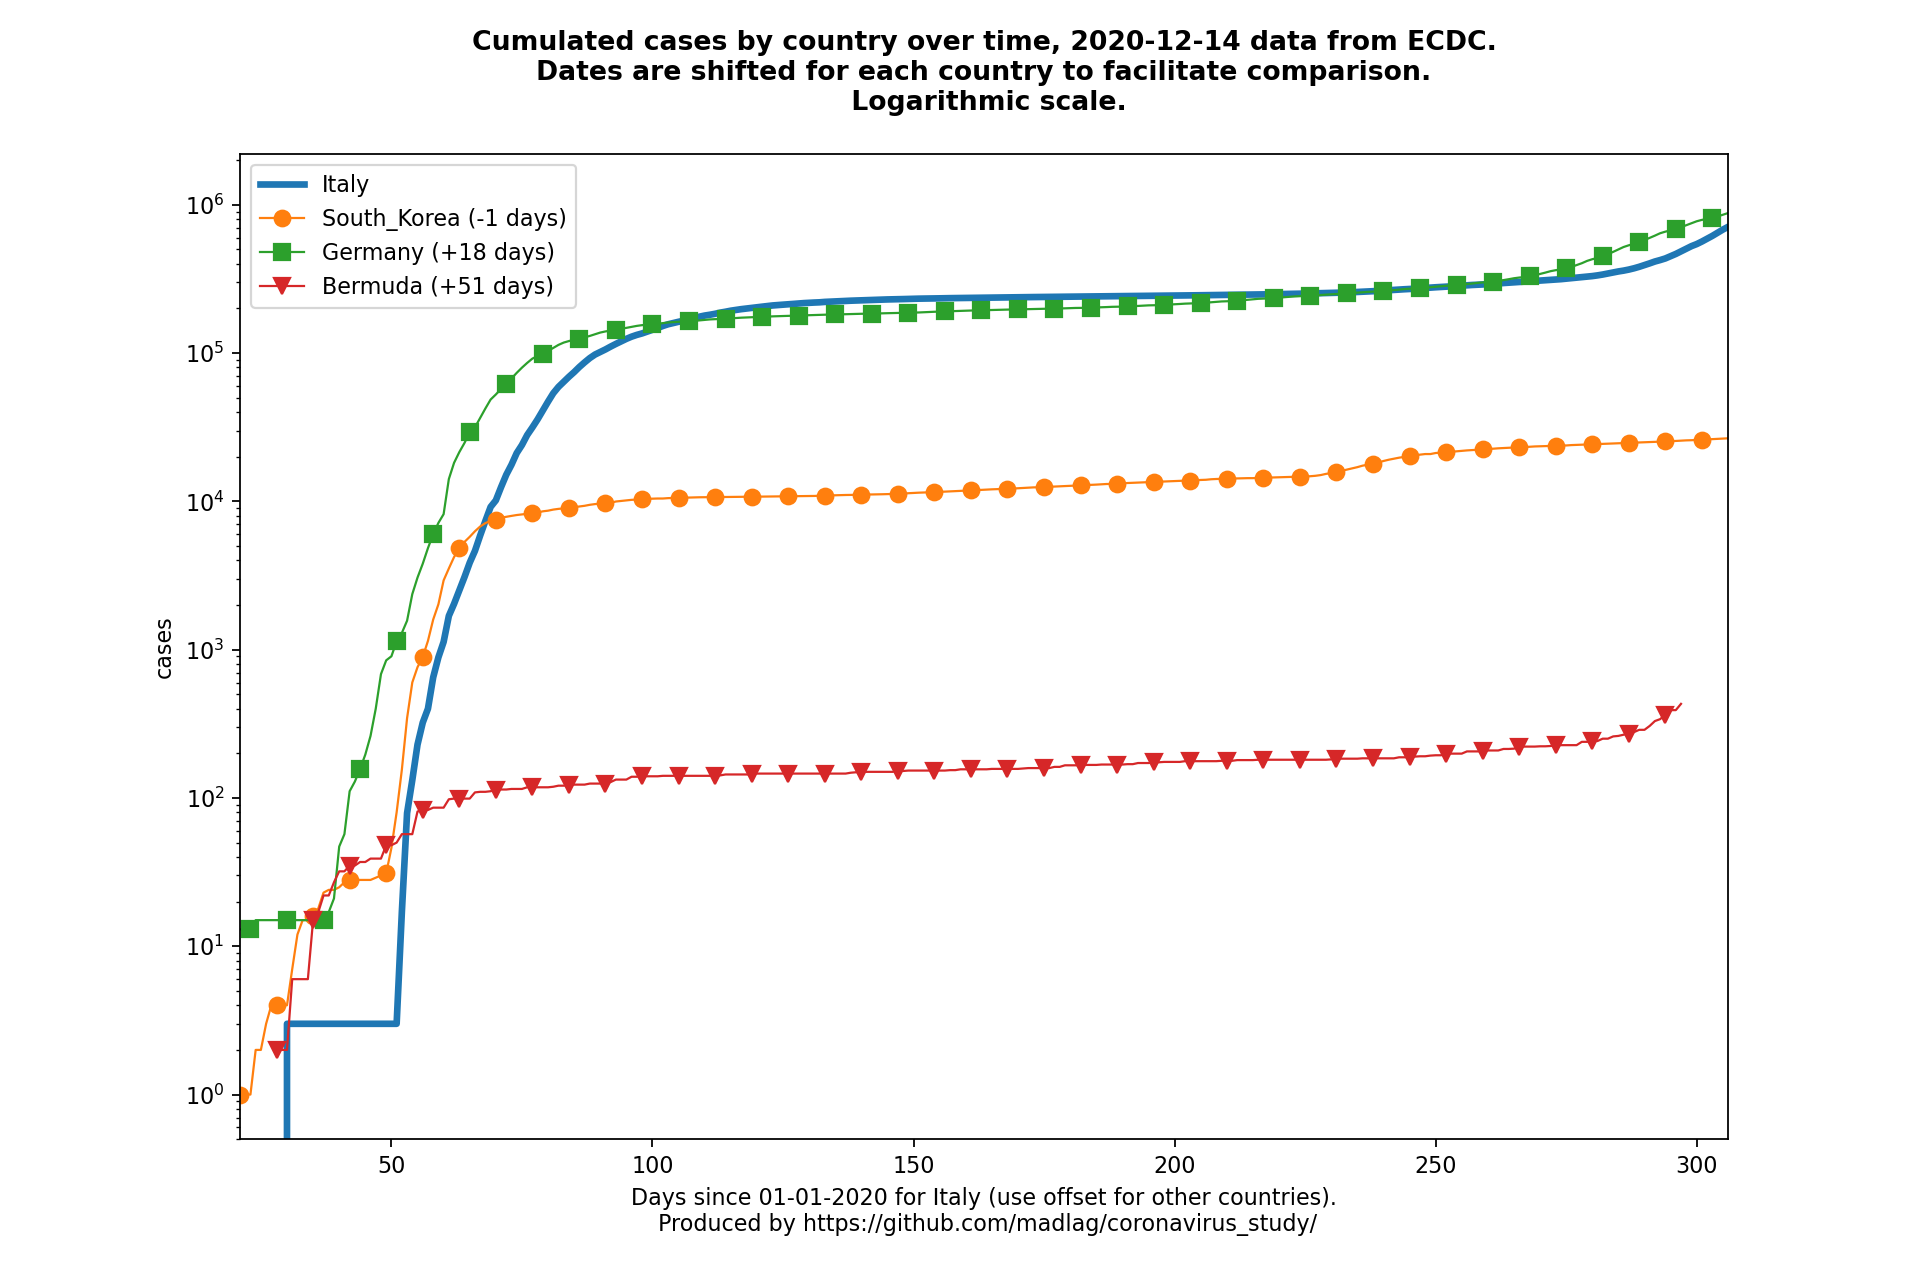 Cumulated cases by country over time, 2020-12-14 data from ECDC.
Dates are shifted for each country to facilitate comparison.
Logarithmic scale.
Italy
South_Korea (-1 days)
Germany (+18 days)
Bermuda (+51 days)
10^6
10^5
10^4
10^3
10^2
10^1
10^0
cases
50 100 150 200 250 300
Days since 01-01-2020 for Italy (use offset for other countries).
Produced by https://github.com/madlag/coronavirus_study/